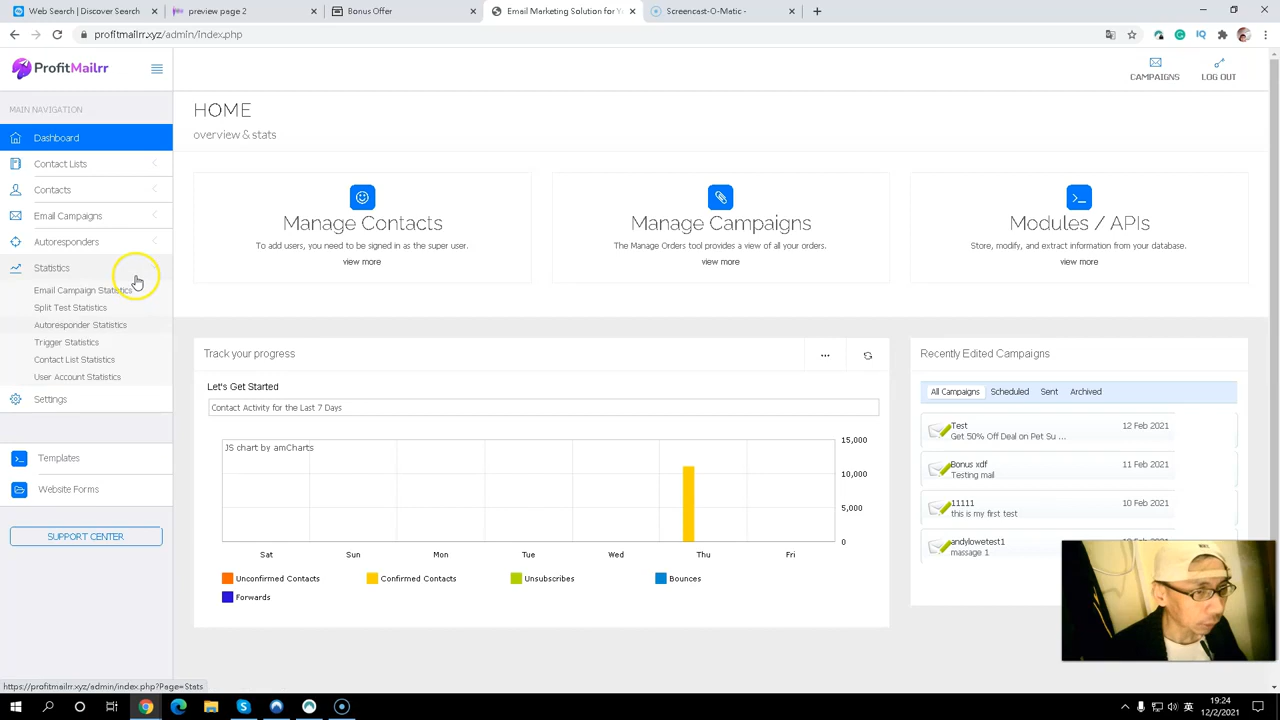 Web Search | Discover Search
preview page 2
Bonus Offer
Email Marketing Solution for Yo
Screencast-O-Matic -
profitmailrr.xyz/admin/index.php
ProfitMailrr
CAMPAIGNS
LOG OUT
MAIN NAVIGATION
Dashboard
Contact Lists
Contacts
Email Campaigns
Autoresponders
Statistics
Email Campaign Statistics
Split Test Statistics
Autoresponder Statistics
Trigger Statistics
Contact List Statistics
User Account Statistics
Settings
Templates
Website Forms
SUPPORT CENTER
HOME
overview & stats
Manage Contacts
To add users, you need to be signed in as the super user.
view more
Manage Campaigns
The Manage Orders tool provides a view of all your orders.
view more
Modules / APIs
Store, modify, and extract information from your database.
view more
Track your progress
Let's Get Started
Contact Activity for the Last 7 Days
JS chart by amCharts
15,000
10,000
5,000
0
Sat Sun Mon Tue Wed Thu Fri
Unconfirmed Contacts Confirmed Contacts Unsubscribes Bounces
Forwards
Recently Edited Campaigns
All Campaigns Scheduled Sent Archived
Test 12 Feb 2021
Get 50% Off Deal on Pet Su ...
Bonus xdf 11 Feb 2021
Testing mail
11111 10 Feb 2021
this is my first test
andylowetest1
massage 1
https://profitmailrr.xyz/admin/index.php?Page=Stats
英
19:24
12/2/2021